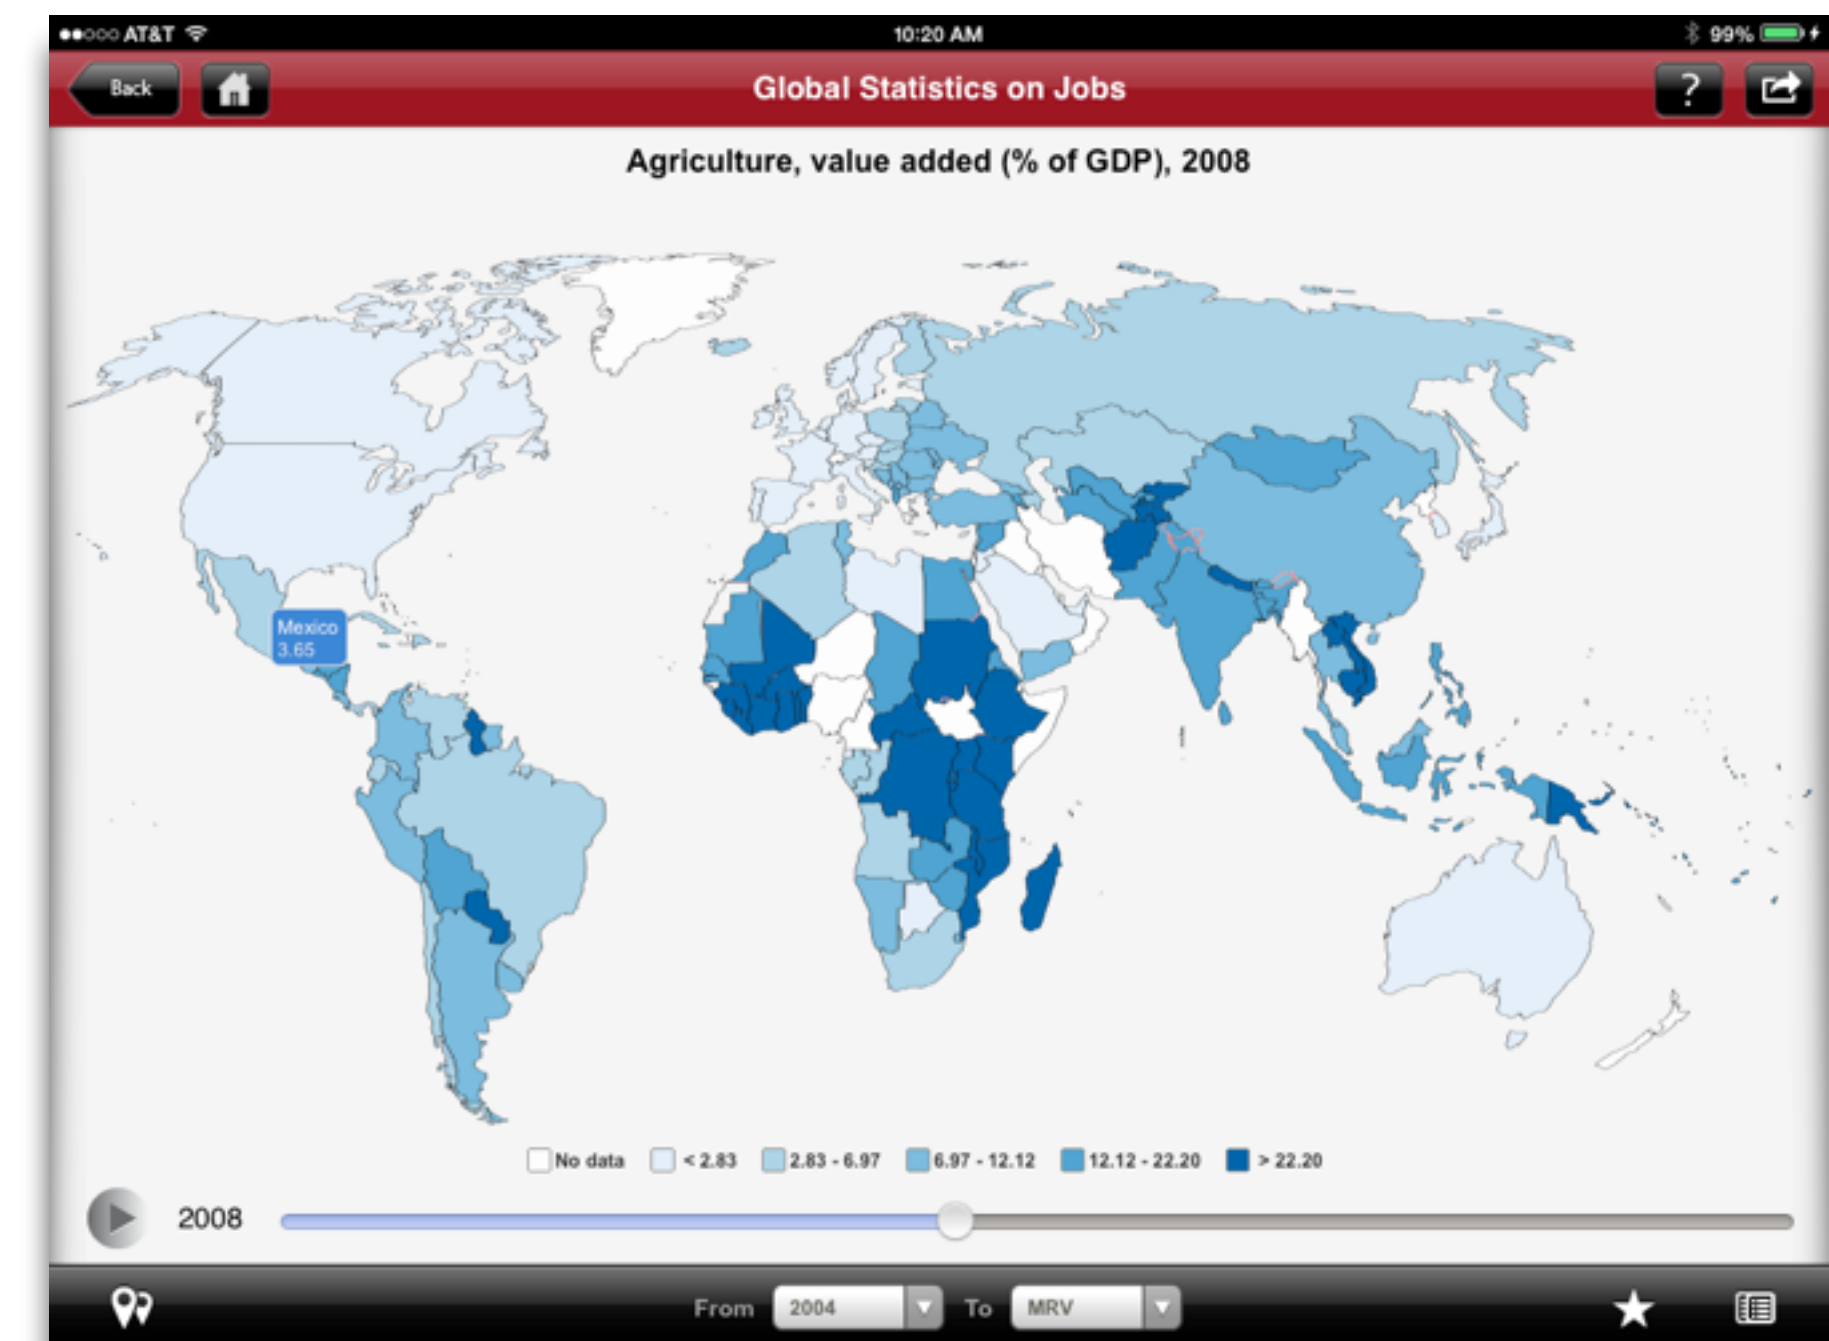 AT&T 10:20 AM 99%
Back Global Statistics on Jobs ?
Agriculture, value added (% of GDP), 2008
Mexico
3.65
No data < 2.83 2.83 - 6.97 6.97 - 12.12 12.12 - 22.20 > 22.20
2008
From 2004 To MRV